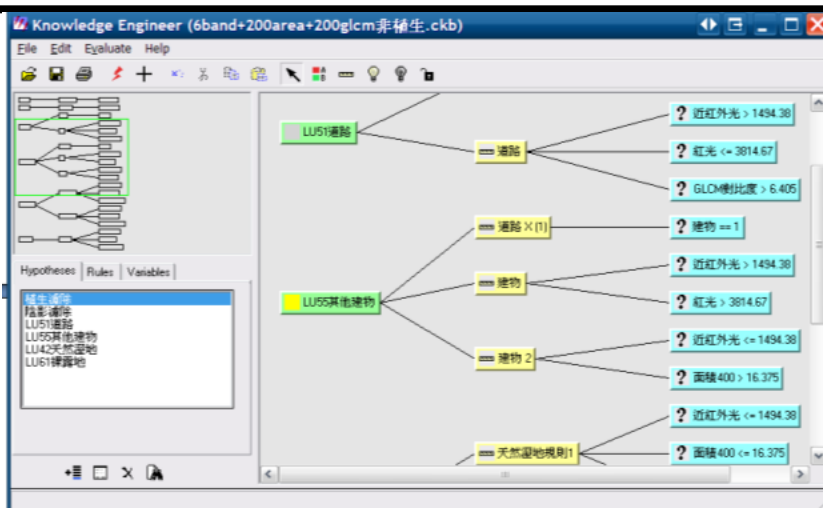 Knowledge Engineer (6band+200area+200glcm非植生.ckb)
File Edit Evaluate Help
LU51道路
道路
? 近紅外光 > 1494.38
? 紅光 <= 3814.67
? GLCM對比度 > 6.405
道路 X (1)
? 建物 == 1
LU55其他建物
建物
? 近紅外光 > 1494.38
? 紅光 > 3814.67
建物 2
? 近紅外光 <= 1494.38
? 面積400 > 16.375
天然溼地規則1
? 近紅外光 <= 1494.38
? 面積400 <= 16.375
Hypotheses Rules Variables
植生濾除
陰影濾除
LU51道路
LU55其他建物
LU42天然溼地
LU61裸露地